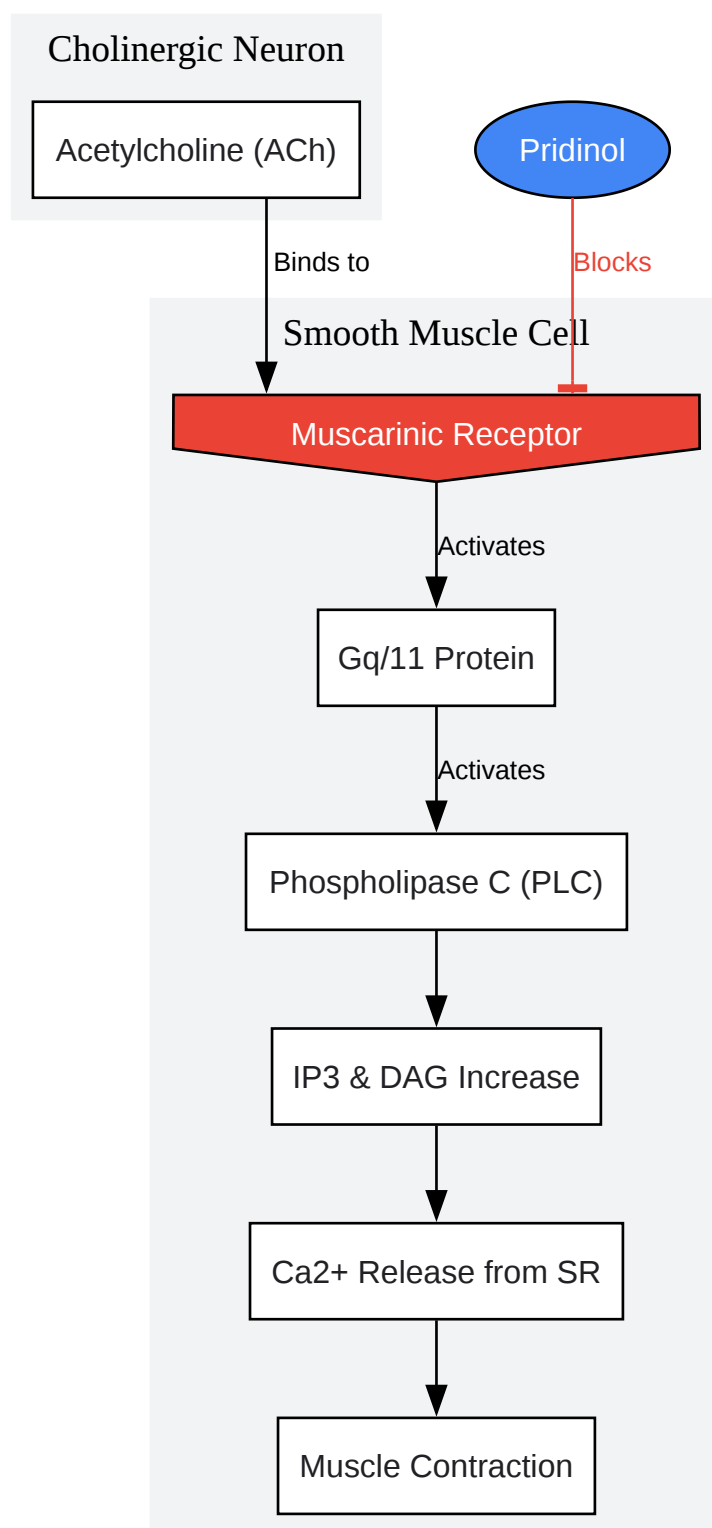 Cholinergic Neuron
Acetylcholine (ACh)
Pridinol
Binds to
Blocks
Smooth Muscle Cell
Muscarinic Receptor
Activates
Gq/11 Protein
Activates
Phospholipase C (PLC)
IP3 & DAG Increase
Ca2+ Release from SR
Muscle Contraction